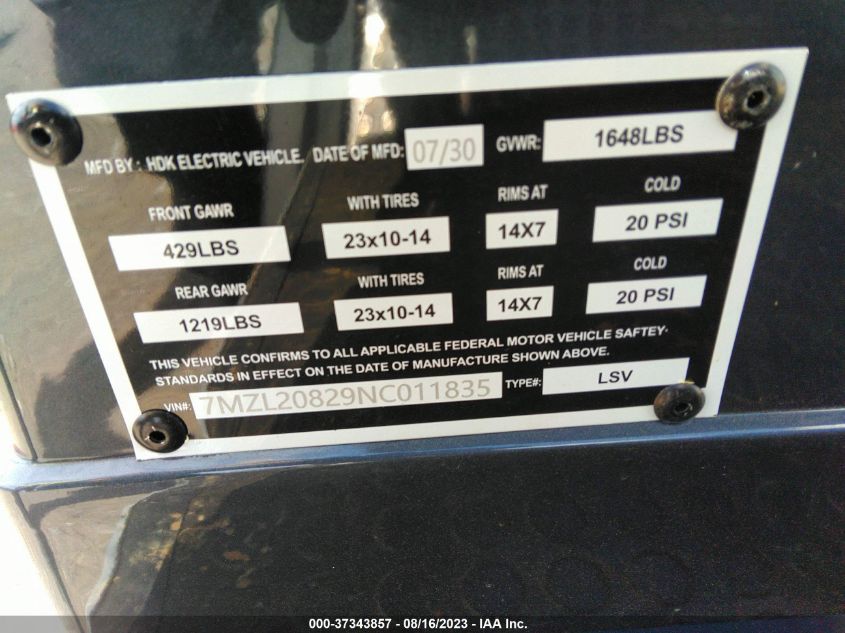 MFD BY : HDK ELECTRIC VEHICLE. DATE OF MFD: 07/30 GVWR: 1648LBS
FRONT GAWR WITH TIRES RIMS AT COLD
429LBS 23x10-14 14X7 20 PSI
REAR GAWR WITH TIRES RIMS AT COLD
1219LBS 23x10-14 14X7 20 PSI
THIS VEHICLE CONFIRMS TO ALL APPLICABLE FEDERAL MOTOR VEHICLE SAFTEY-
STANDARDS IN EFFECT ON THE DATE OF MANUFACTURE SHOWN ABOVE.
VIN#: 7MZL20829NC011835 TYPE#: LSV
000-37343857 - 08/16/2023 - IAA Inc.